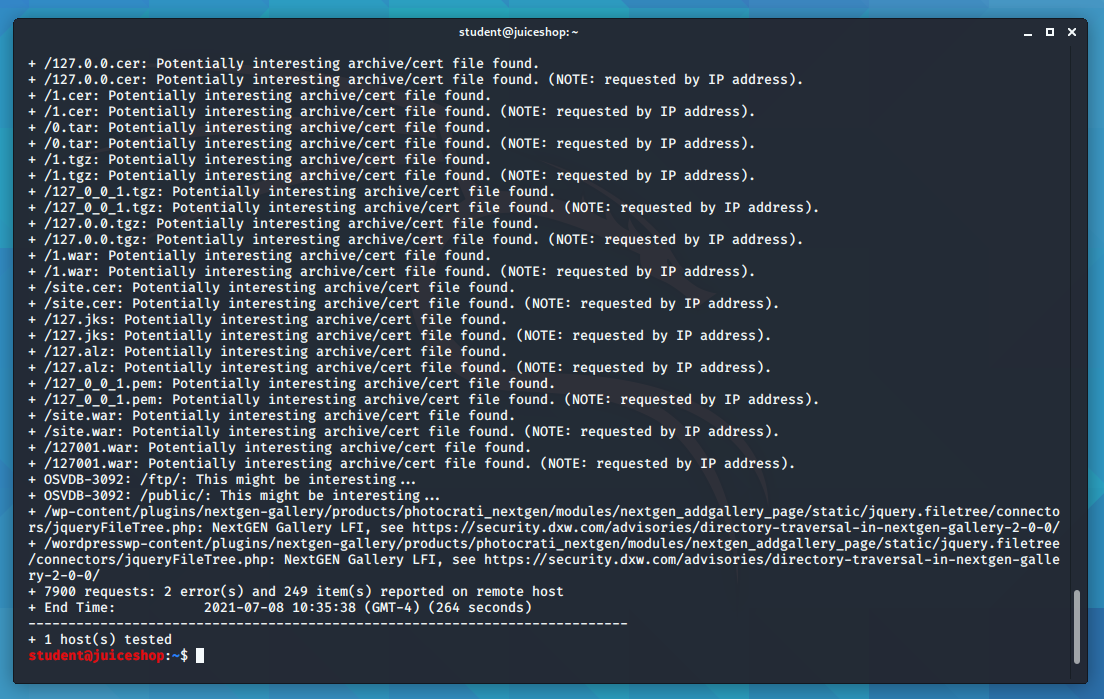 student@juiceshop:~
+ /127.0.0.cer: Potentially interesting archive/cert file found.
+ /127.0.0.cer: Potentially interesting archive/cert file found. (NOTE: requested by IP address).
+ /1.cer: Potentially interesting archive/cert file found.
+ /1.cer: Potentially interesting archive/cert file found. (NOTE: requested by IP address).
+ /0.tar: Potentially interesting archive/cert file found.
+ /0.tar: Potentially interesting archive/cert file found. (NOTE: requested by IP address).
+ /1.tgz: Potentially interesting archive/cert file found.
+ /1.tgz: Potentially interesting archive/cert file found. (NOTE: requested by IP address).
+ /127_0_0_1.tgz: Potentially interesting archive/cert file found.
+ /127_0_0_1.tgz: Potentially interesting archive/cert file found. (NOTE: requested by IP address).
+ /127.0.0.tgz: Potentially interesting archive/cert file found.
+ /127.0.0.tgz: Potentially interesting archive/cert file found. (NOTE: requested by IP address).
+ /1.war: Potentially interesting archive/cert file found.
+ /1.war: Potentially interesting archive/cert file found. (NOTE: requested by IP address).
+ /site.cer: Potentially interesting archive/cert file found.
+ /site.cer: Potentially interesting archive/cert file found. (NOTE: requested by IP address).
+ /127.jks: Potentially interesting archive/cert file found.
+ /127.jks: Potentially interesting archive/cert file found. (NOTE: requested by IP address).
+ /127.alz: Potentially interesting archive/cert file found.
+ /127.alz: Potentially interesting archive/cert file found. (NOTE: requested by IP address).
+ /127_0_0_1.pem: Potentially interesting archive/cert file found.
+ /127_0_0_1.pem: Potentially interesting archive/cert file found. (NOTE: requested by IP address).
+ /site.war: Potentially interesting archive/cert file found.
+ /site.war: Potentially interesting archive/cert file found. (NOTE: requested by IP address).
+ /127001.war: Potentially interesting archive/cert file found.
+ /127001.war: Potentially interesting archive/cert file found. (NOTE: requested by IP address).
+ OSVDB-3092: /ftp/: This might be interesting...
+ OSVDB-3092: /public/: This might be interesting...
+ /wp-content/plugins/nextgen-gallery/products/photocrati_nextgen/modules/nextgen_addgallery_page/static/jquery.filetree/connecto
rs/jqueryFileTree.php: NextGEN Gallery LFI, see https://security.dxw.com/advisories/directory-traversal-in-nextgen-gallery-2-0-0/
+ /wordpresswp-content/plugins/nextgen-gallery/products/photocrati_nextgen/modules/nextgen_addgallery_page/static/jquery.filetree
/connectors/jqueryFileTree.php: NextGEN Gallery LFI, see https://security.dxw.com/advisories/directory-traversal-in-nextgen-galle
ry-2-0-0/
+ 7900 requests: 2 error(s) and 249 item(s) reported on remote host
+ End Time:           2021-07-08 10:35:38 (GMT-4) (264 seconds)
---------------------------------------------------------------------------
+ 1 host(s) tested
student@juiceshop:~$